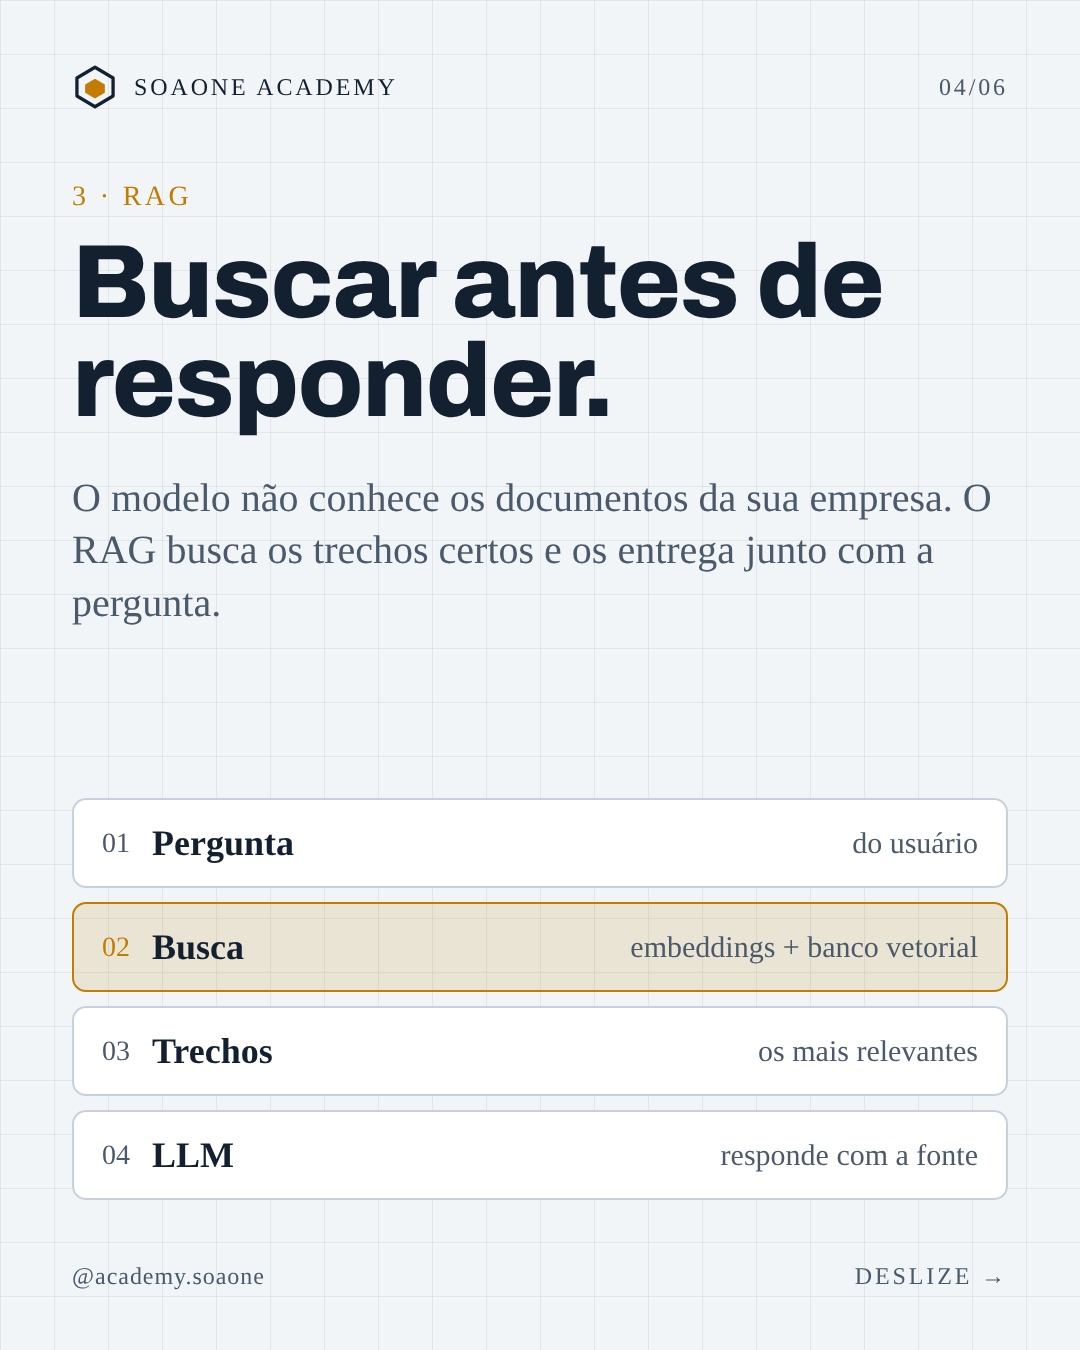 SOAONE ACADEMY
04/06
3 · RAG
Buscar antes de
responder.
O modelo não conhece os documentos da sua empresa. O
RAG busca os trechos certos e os entrega junto com a
pergunta.
01 Pergunta do usuário
02 Busca embeddings + banco vetorial
03 Trechos os mais relevantes
04 LLM responde com a fonte
@academy.soaone
DESLIZE →